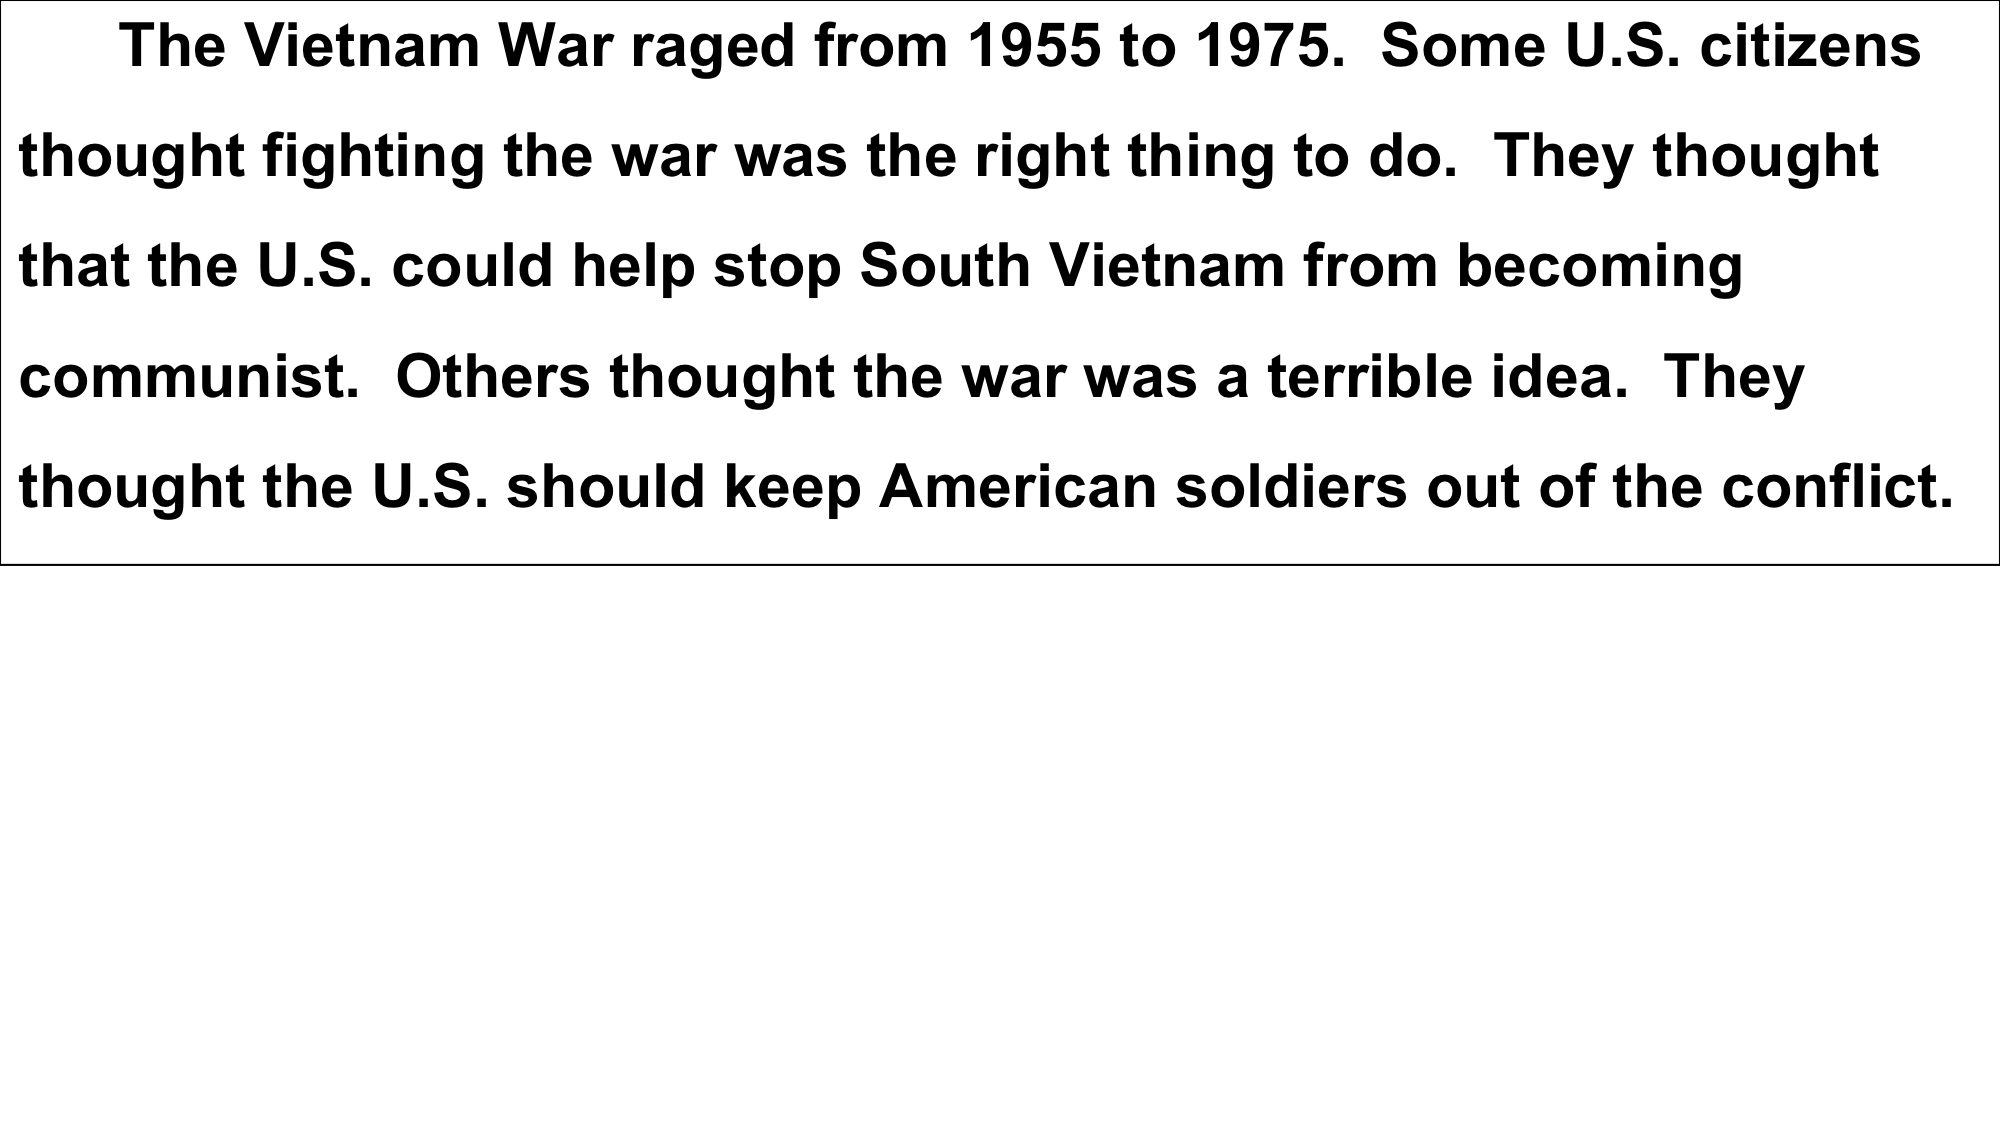 The Vietnam War raged from 1955 to 1975.  Some U.S. citizens
thought fighting the war was the right thing to do.  They thought
that the U.S. could help stop South Vietnam from becoming
communist.  Others thought the war was a terrible idea.  They
thought the U.S. should keep American soldiers out of the conflict.